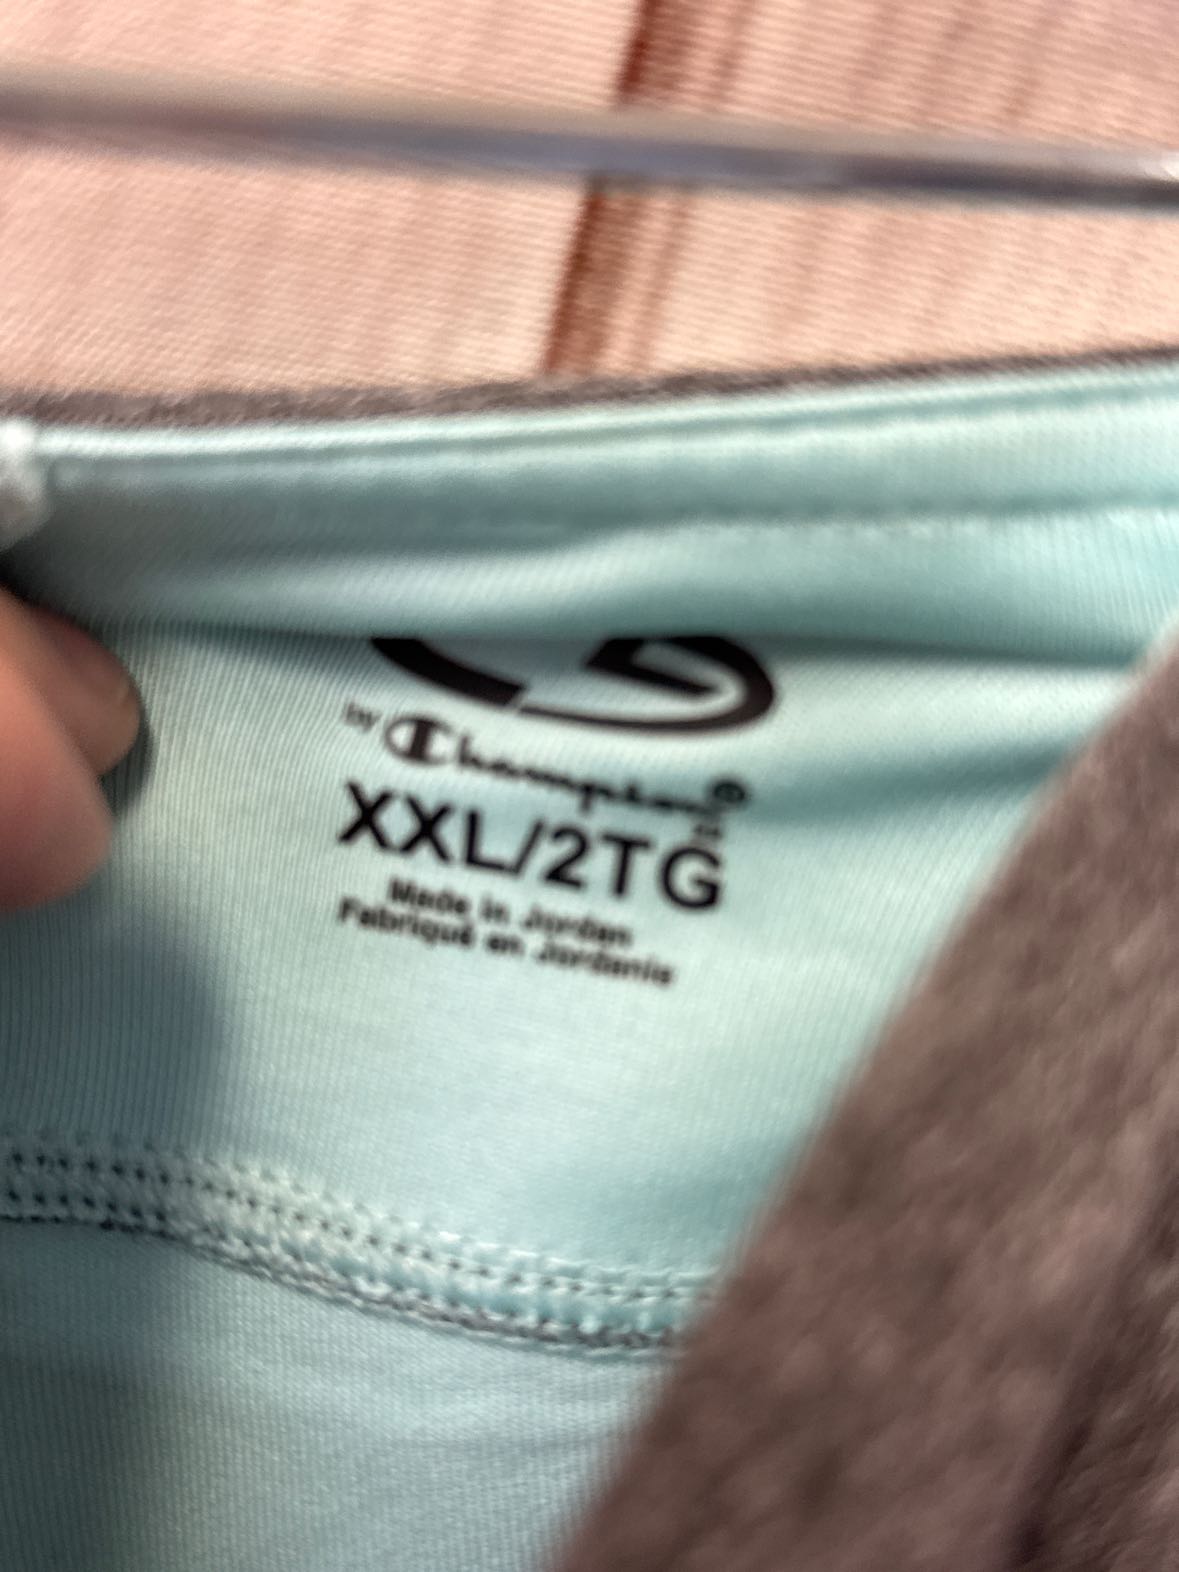 by Champion®
XXL/2TG
Made in Jordan
Fabriqué en Jordanie